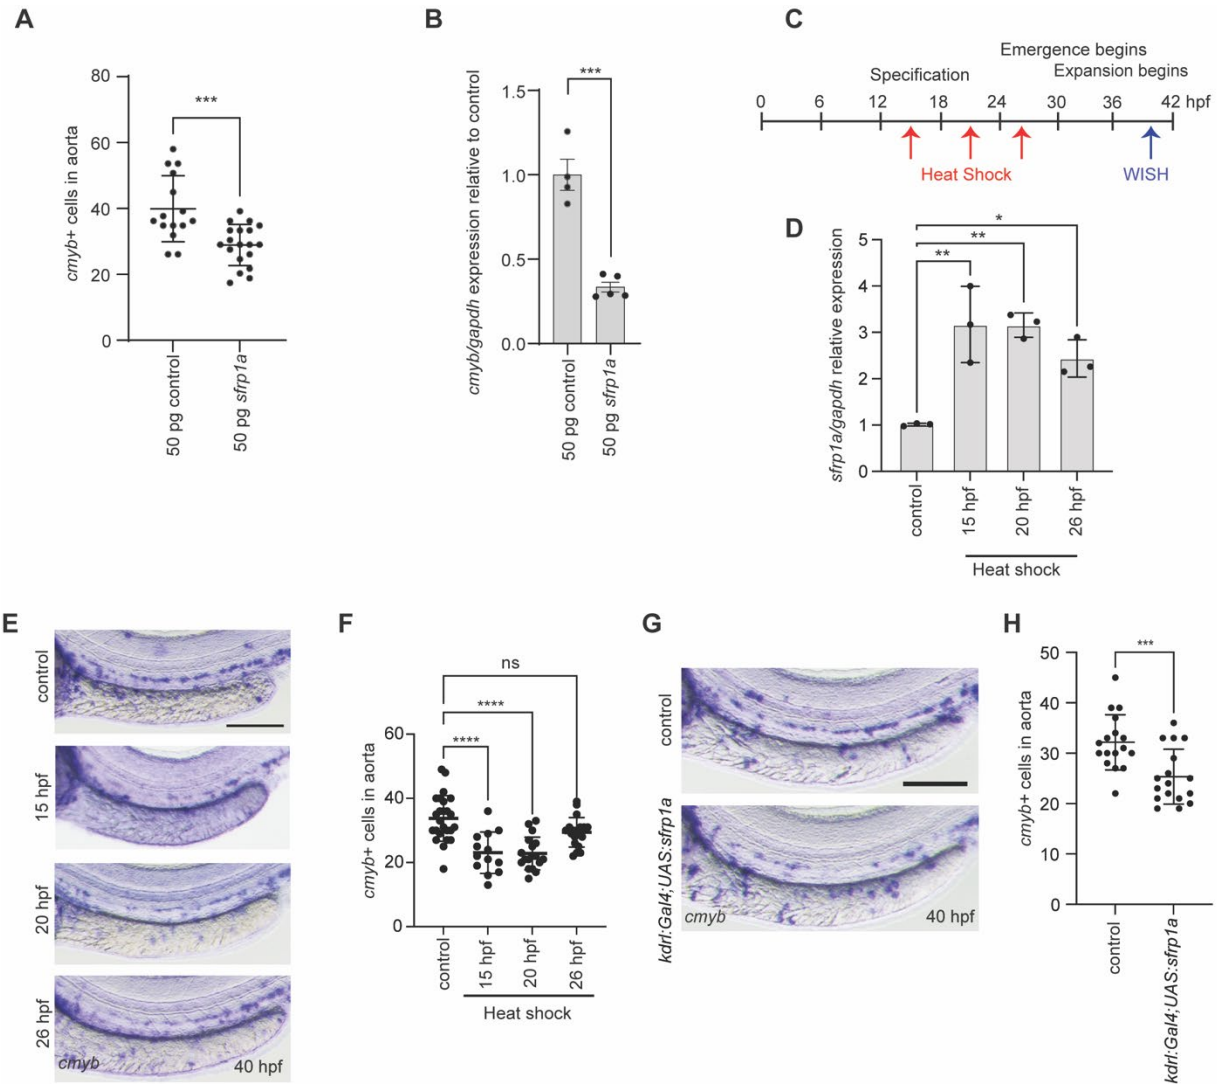 A
80
60
40
20
0
cmyb+ cells in aorta
***
50 pg control
50 pg sfrp1a
B
1.5
1.0
0.5
0.0
cmyb/gapdh expression relative to control
***
50 pg control
50 pg sfrp1a
C
Emergence begins
Specification
Expansion begins
0 6 12 18 24 30 36 42 hpf
Heat Shock
WISH
D
5
4
3
2
1
0
sfrp1a/gapdh relative expression
*
**
**
control
15 hpf
20 hpf
26 hpf
Heat shock
E
control
15 hpf
20 hpf
26 hpf
cmyb
40 hpf
F
60
40
20
0
cmyb+ cells in aorta
ns
****
****
control
15 hpf
20 hpf
26 hpf
Heat shock
G
control
kdrl:Gal4;UAS:sfrp1a
cmyb
40 hpf
H
50
40
30
20
10
0
cmyb+ cells in aorta
***
control
kdrl:Gal4;UAS:sfrp1a